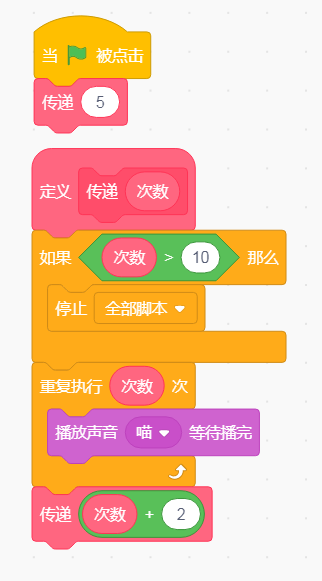 当 被点击
传递 5
定义 传递 次数
如果 次数 > 10 那么
停止 全部脚本
重复执行 次数 次
播放声音 喵 等待播完
传递 次数 + 2